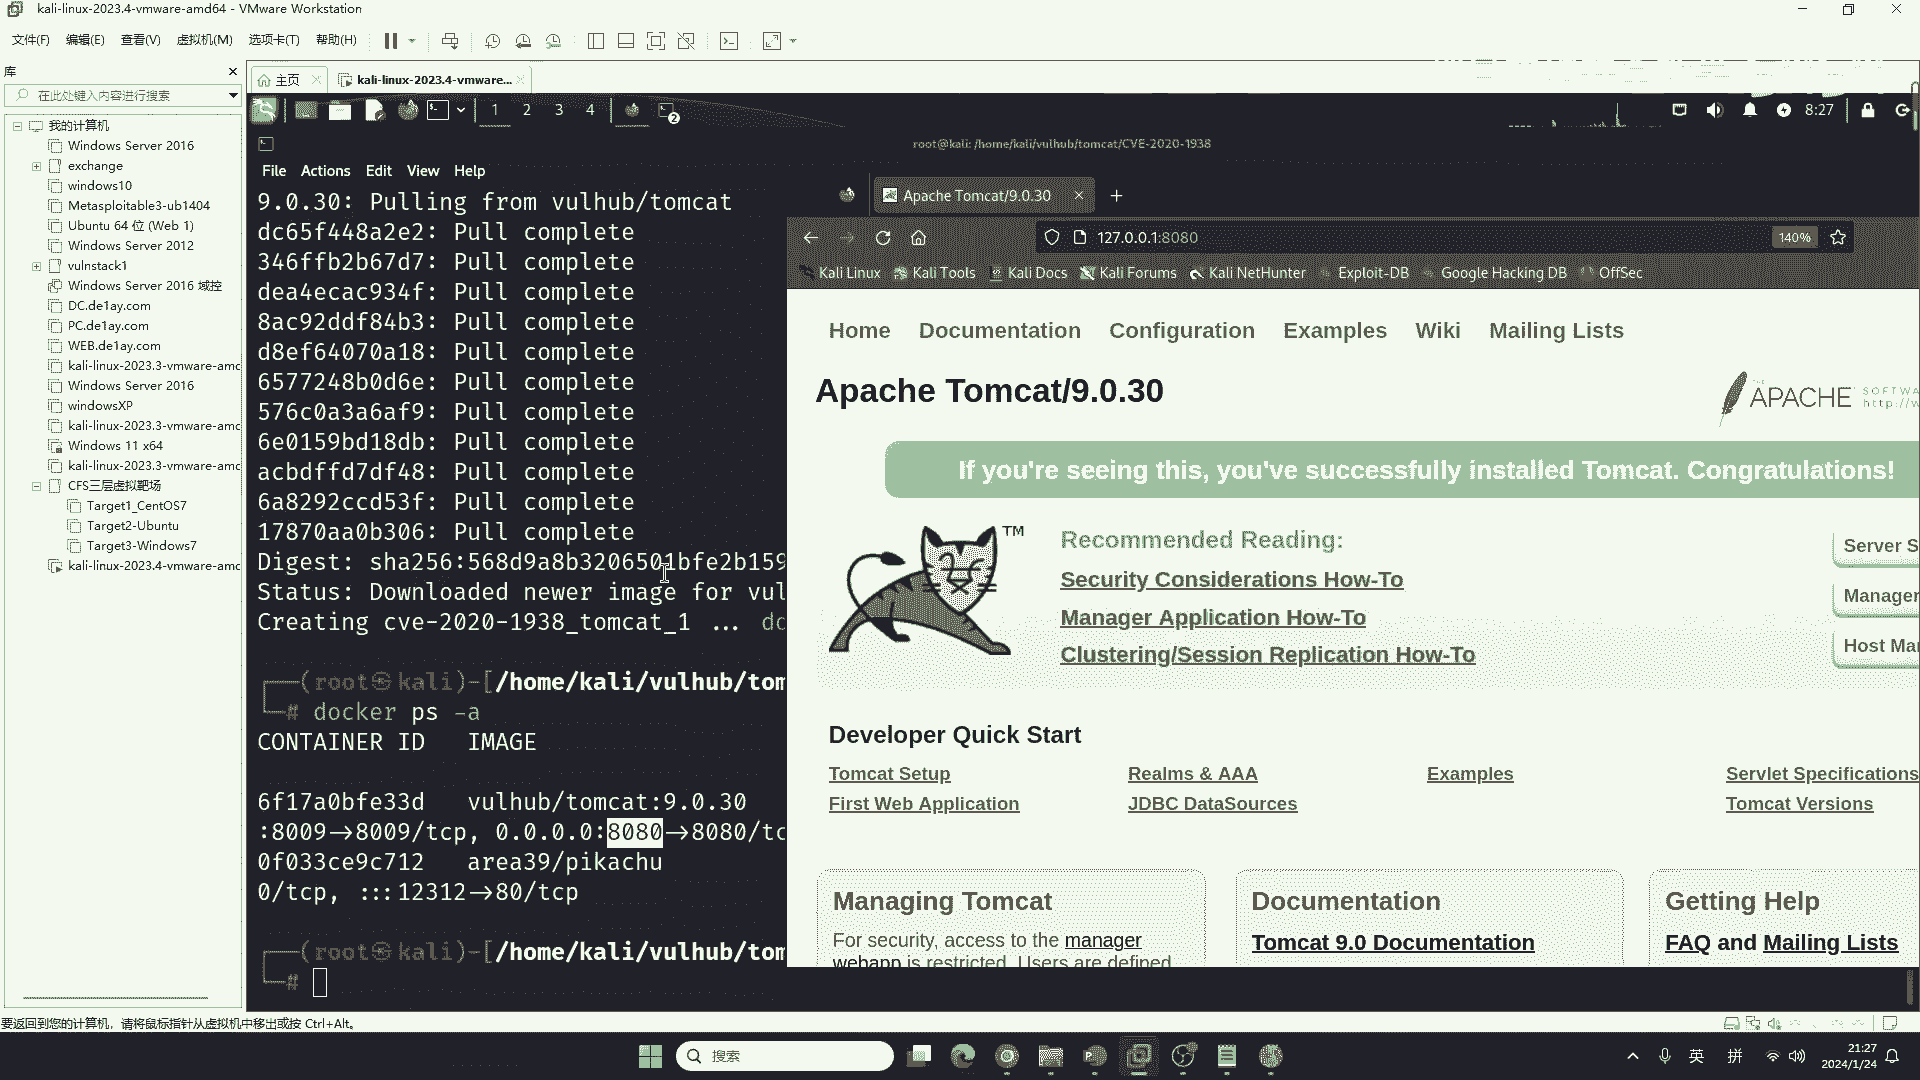 kali-linux-2023.4-vmware-amd64 - VMware Workstation
文件(F) 编辑(E) 查看(V) 虚拟机(M) 选项卡(T) 帮助(H)
库
在此处键入内容进行搜索
我的计算机
Windows Server 2016
exchange
windows10
Metasploitable3-ub1404
Ubuntu 64 位 (Web 1)
Windows Server 2012
vulnstack1
Windows Server 2016 域控
DC.de1ay.com
PC.de1ay.com
WEB.de1ay.com
kali-linux-2023.3-vmware-amd
Windows Server 2016
windowsXP
kali-linux-2023.3-vmware-amd
Windows 11 x64
kali-linux-2023.3-vmware-amd
CFS三层虚拟靶场
Target1_CentOS7
Target2-Ubuntu
Target3-Windows7
kali-linux-2023.4-vmware-amd
主页 kali-linux-2023.4-vmware...
1 2 3 4 2 8:27
root@kali: /home/kali/vulhub/tomcat/CVE-2020-1938
File Actions Edit View Help
9.0.30: Pulling from vulhub/tomcat
dc65f448a2e2: Pull complete
346ffb2b67d7: Pull complete
dea4ecac934f: Pull complete
8ac92ddf84b3: Pull complete
d8ef64070a18: Pull complete
6577248b0d6e: Pull complete
576c0a3a6af9: Pull complete
6e0159bd18db: Pull complete
acbdffd7df48: Pull complete
6a8292ccd53f: Pull complete
17870aa0b306: Pull complete
Digest: sha256:568d9a8b3206501bfe2b159
Status: Downloaded newer image for vul
Creating cve-2020-1938_tomcat_1 ... do
(root㉿kali)-[/home/kali/vulhub/tom
# docker ps -a
CONTAINER ID IMAGE
6f17a0bfe33d vulhub/tomcat:9.0.30
:8009->8009/tcp, 0.0.0.0:8080->8080/tc
0f033ce9c712 area39/pikachu
0/tcp, :::12312->80/tcp
(root㉿kali)-[/home/kali/vulhub/tom
#
Apache Tomcat/9.0.30
127.0.0.1:8080 140%
Kali Linux Kali Tools Kali Docs Kali Forums Kali NetHunter Exploit-DB Google Hacking DB OffSec
Home Documentation Configuration Examples Wiki Mailing Lists
Apache Tomcat/9.0.30
THE APACHE SOFTWA
http://w
If you're seeing this, you've successfully installed Tomcat. Congratulations!
TM
Recommended Reading:
Security Considerations How-To
Manager Application How-To
Clustering/Session Replication How-To
Server S
Manager
Host Ma
Developer Quick Start
Tomcat Setup
First Web Application
Realms & AAA
JDBC DataSources
Examples
Servlet Specifications
Tomcat Versions
Managing Tomcat
For security, access to the manager
webapp is restricted. Users are defined
Documentation
Tomcat 9.0 Documentation
Getting Help
FAQ and Mailing Lists
要返回到您的计算机，请将鼠标指针从虚拟机中移出或按 Ctrl+Alt。
搜索
英 拼
21:27
2024/1/24